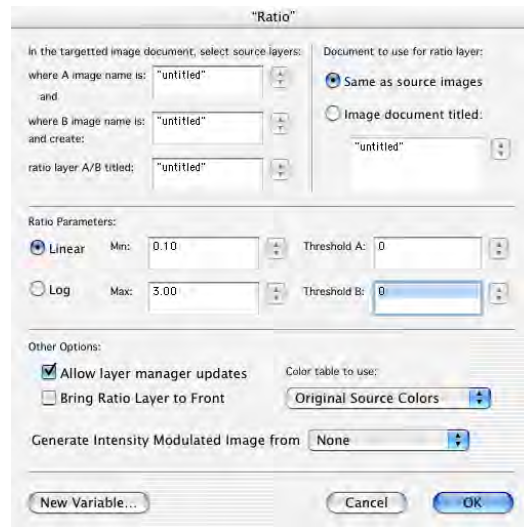 "Ratio"
In the targetted image document, select source layers:
where A image name is: "untitled"
and
where B image name is: "untitled"
and create:
ratio layer A/B titled: "untitled"
Document to use for ratio layer:
Same as source images
Image document titled:
"untitled"
Ratio Parameters:
Linear Min: 0.10 Threshold A: 0
Log Max: 3.00 Threshold B: 0
Other Options:
Allow layer manager updates
Bring Ratio Layer to Front
Color table to use:
Original Source Colors
Generate Intensity Modulated Image from None
New Variable... Cancel OK